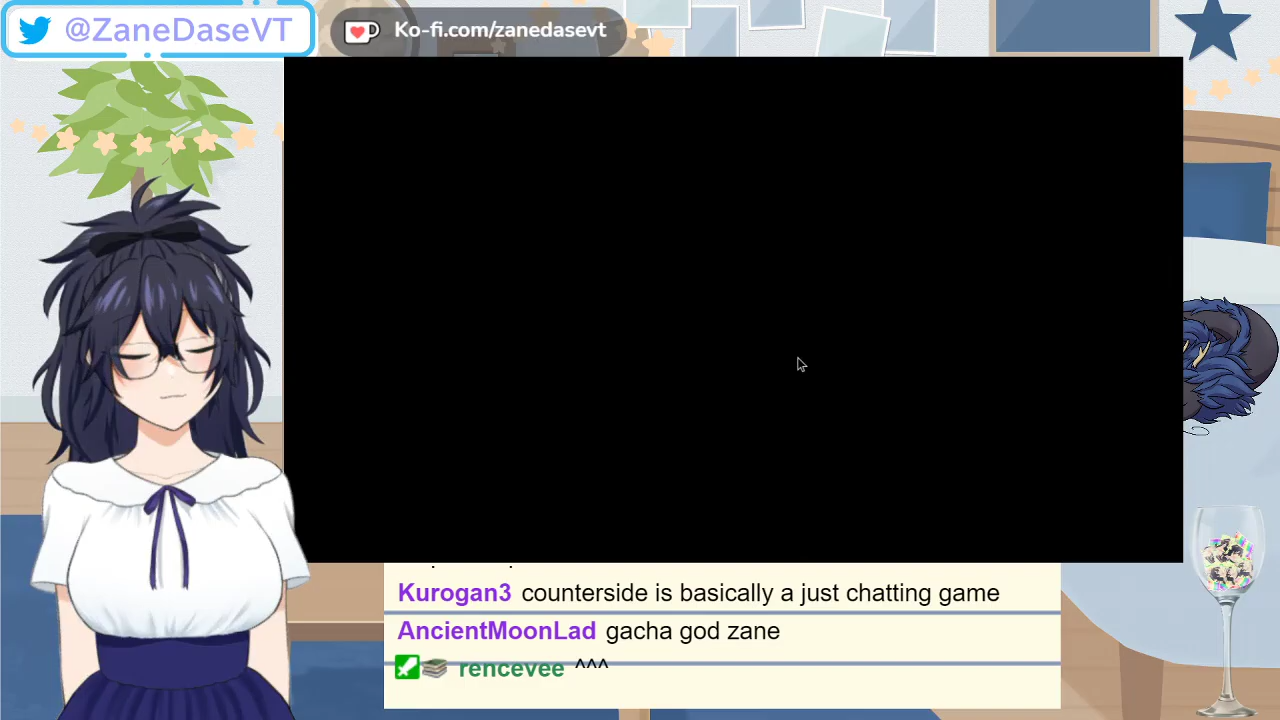 @ZaneDaseVT
Ko-fi.com/zanedasevt
Kurogan3 counterside is basically a just chatting game
AncientMoonLad gacha god zane
rencevee ^^^